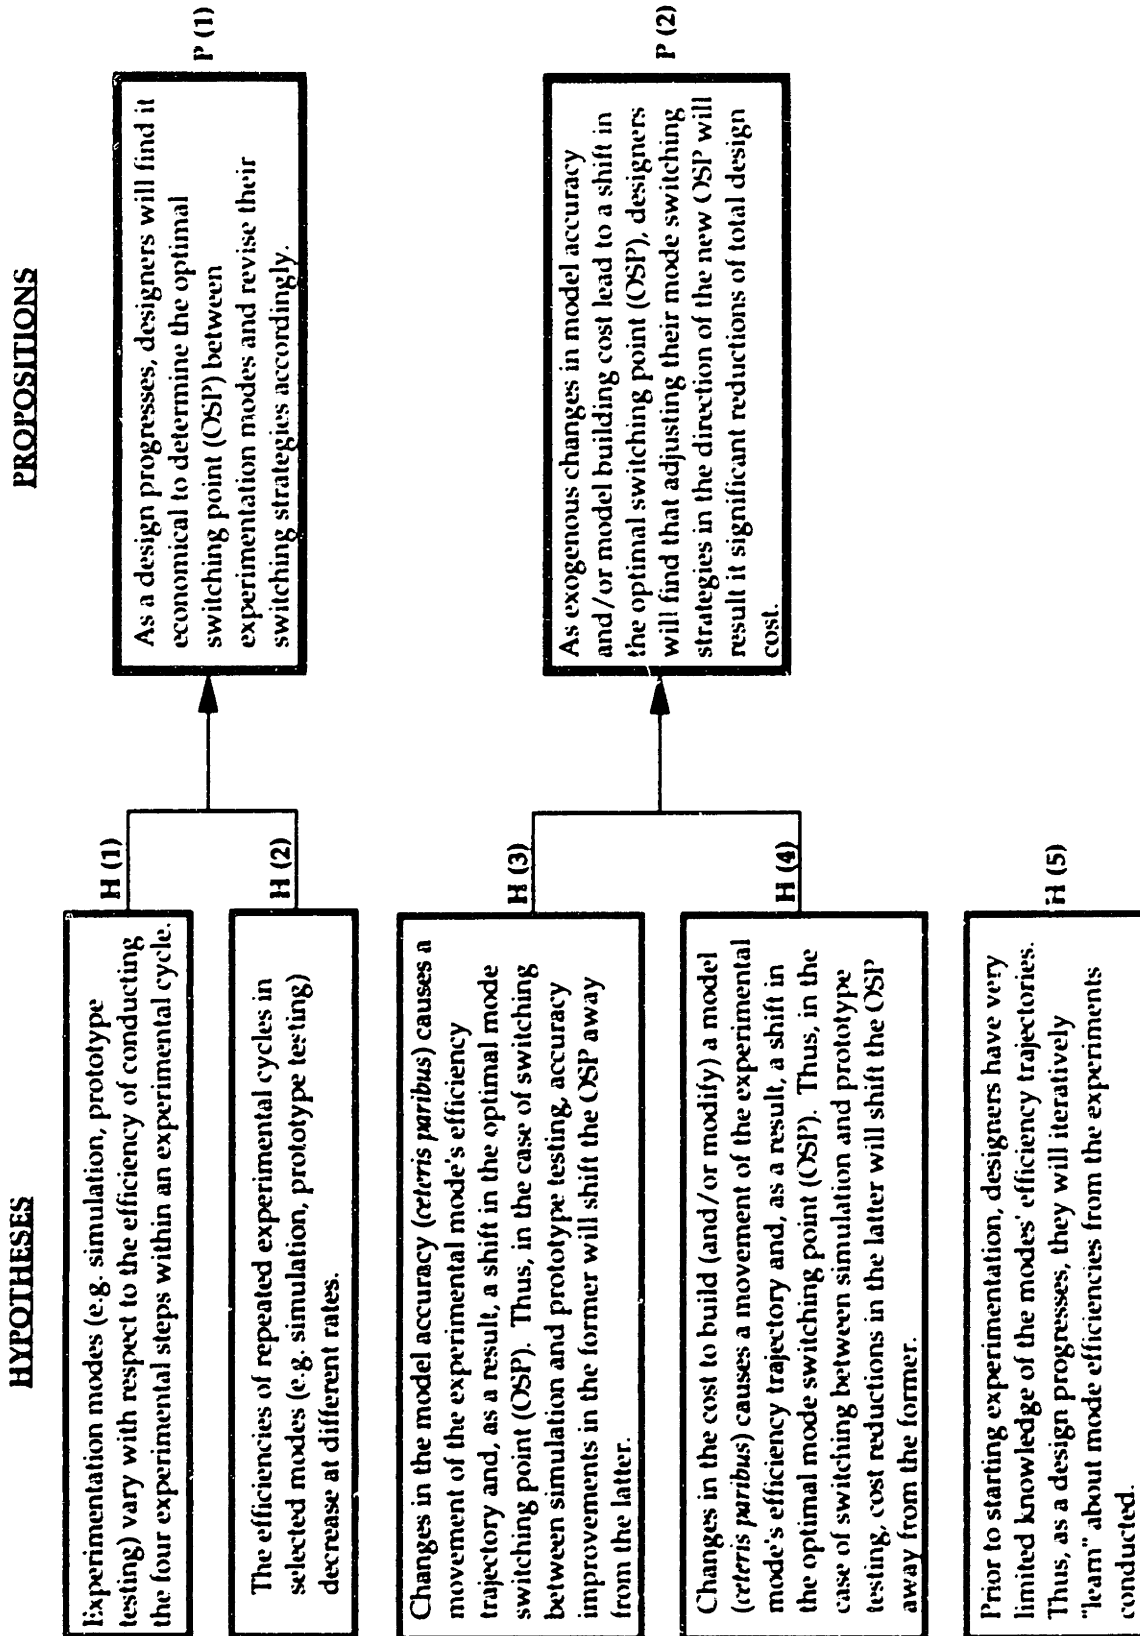 HYPOTHESES
Experimentation modes (e.g. simulation, prototype
testing) vary with respect to the efficiency of conducting
the four experimental steps within an experimental cycle.
H (1)
The efficiencies of repeated experimental cycles in
selected modes (e.g. simulation, prototype testing)
decrease at different rates.
H (2)
Changes in the model accuracy (ceteris paribus) causes a
movement of the experimental mode's efficiency
trajectory and, as a result, a shift in the optimal mode
switching point (OSP). Thus, in the case of switching
between simulation and prototype testing, accuracy
improvements in the former will shift the OSP away
from the latter.
H (3)
Changes in the cost to build (and/or modify) a model
(ceteris paribus) causes a movement of the experimental
mode's efficiency trajectory and, as a result, a shift in
the optimal mode switching point (OSP). Thus, in the
case of switching between simulation and prototype
testing, cost reductions in the latter will shift the OSP
away from the former.
H (4)
Prior to starting experimentation, designers have very
limited knowledge of the modes' efficiency trajectories.
Thus, as a design progresses, they will iteratively
"learn" about mode efficiencies from the experiments
conducted.
H (5)
PROPOSITIONS
As a design progresses, designers will find it
economical to determine the optimal
switching point (OSP) between
experimentation modes and revise their
switching strategies accordingly.
P (1)
As exogenous changes in model accuracy
and/or model building cost lead to a shift in
the optimal switching point (OSP), designers
will find that adjusting their mode switching
strategies in the direction of the new OSP will
result it significant reductions of total design
cost.
P (2)